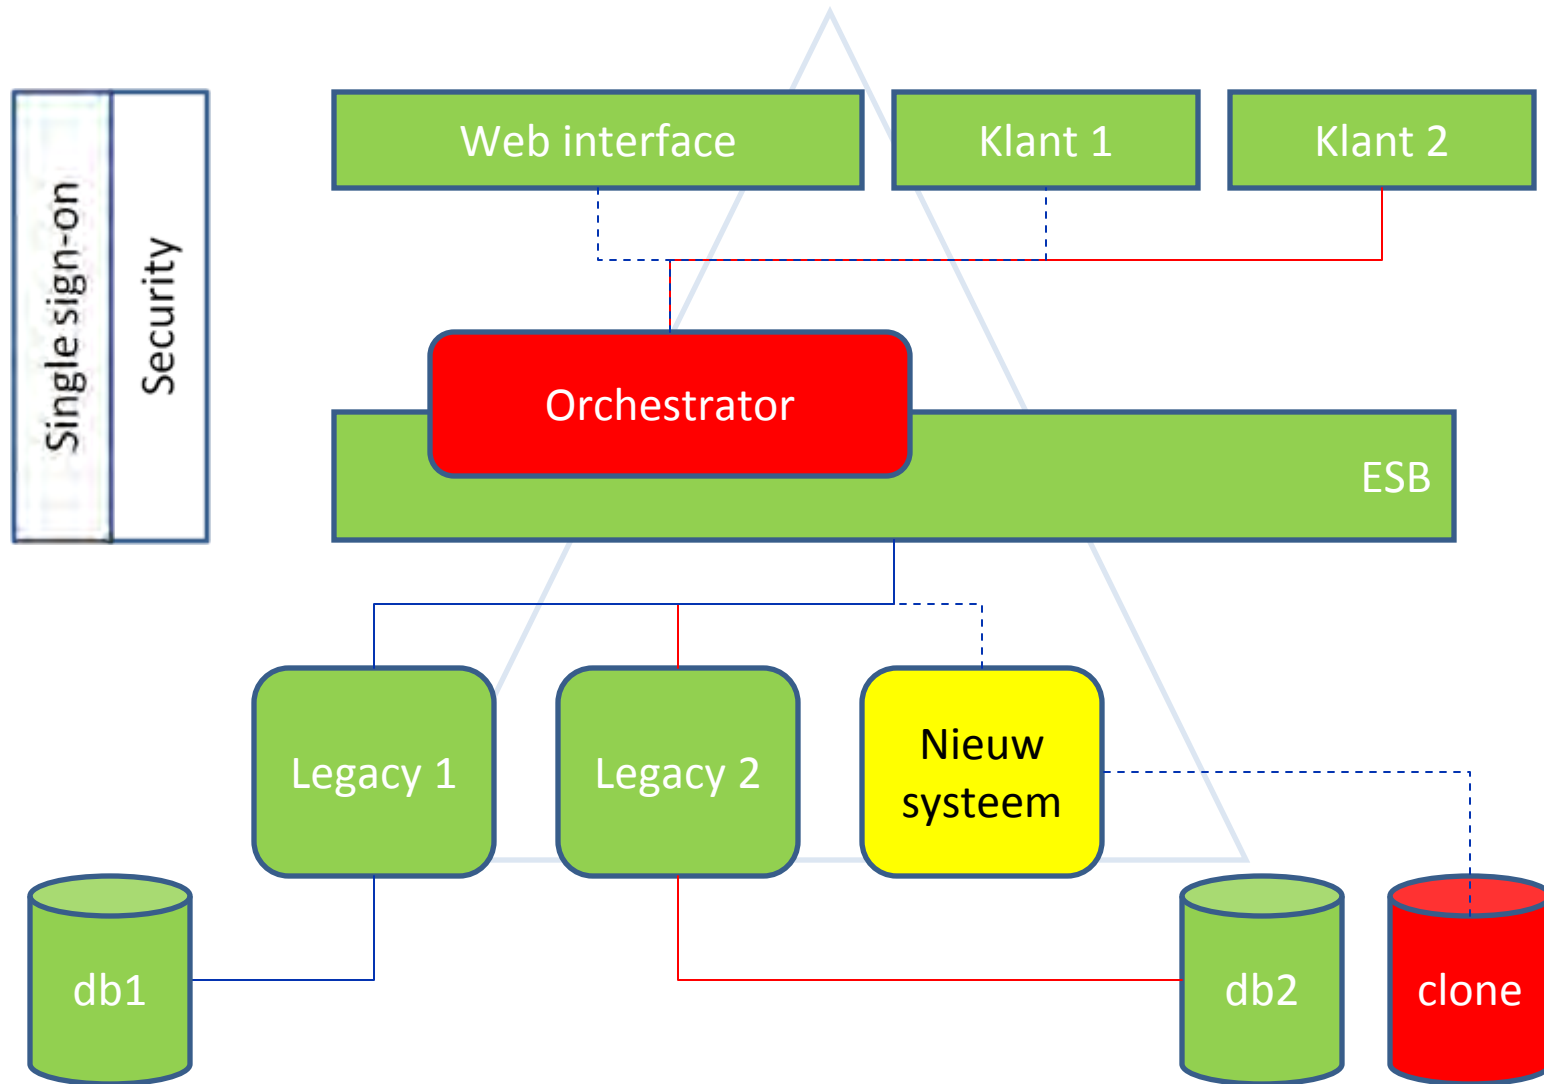 Single sign-on
Security
Web interface
Klant 1
Klant 2
Orchestrator
ESB
Legacy 1
Legacy 2
Nieuw
systeem
db1
db2
clone